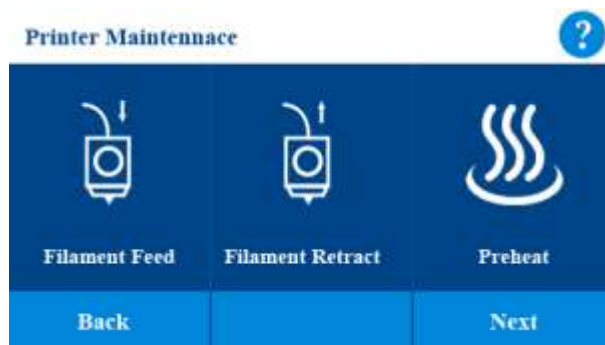 Printer Maintennace ?
Filament Feed Filament Retract Preheat
Back Next